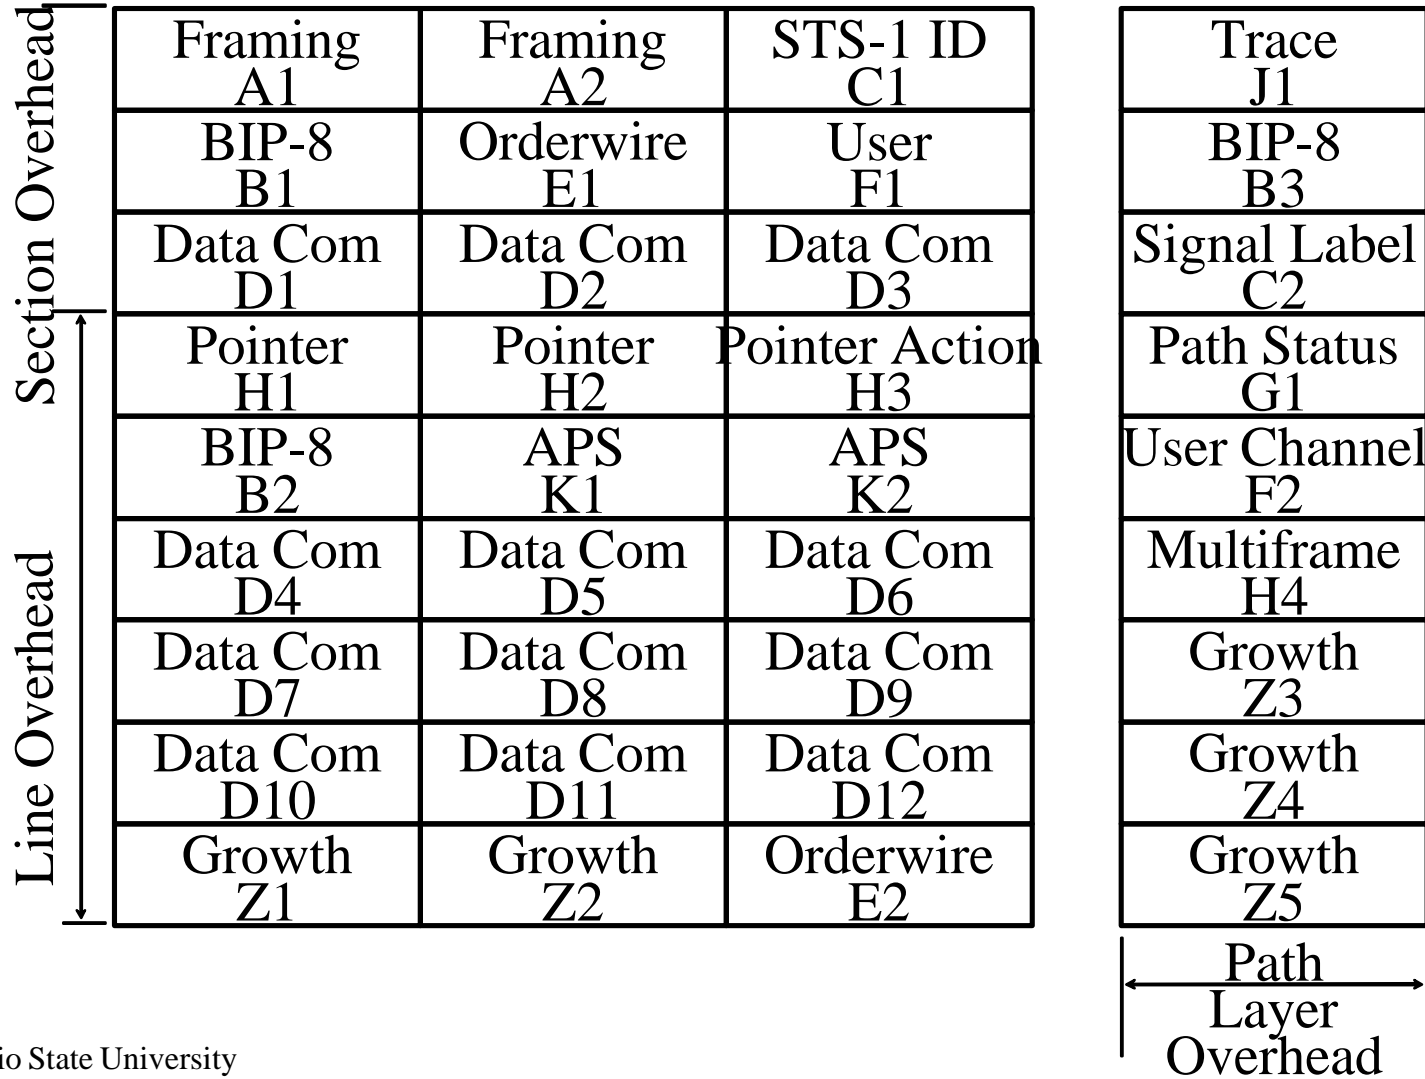 Section Overhead
Line Overhead
Framing
A1
Framing
A2
STS-1 ID
C1
Trace
J1
BIP-8
B1
Orderwire
E1
User
F1
BIP-8
B3
Data Com
D1
Data Com
D2
Data Com
D3
Signal Label
C2
Pointer
H1
Pointer
H2
Pointer Action
H3
Path Status
G1
BIP-8
B2
APS
K1
APS
K2
User Channel
F2
Data Com
D4
Data Com
D5
Data Com
D6
Multiframe
H4
Data Com
D7
Data Com
D8
Data Com
D9
Growth
Z3
Data Com
D10
Data Com
D11
Data Com
D12
Growth
Z4
Growth
Z1
Growth
Z2
Orderwire
E2
Growth
Z5
Path
Layer
Overhead
io State University